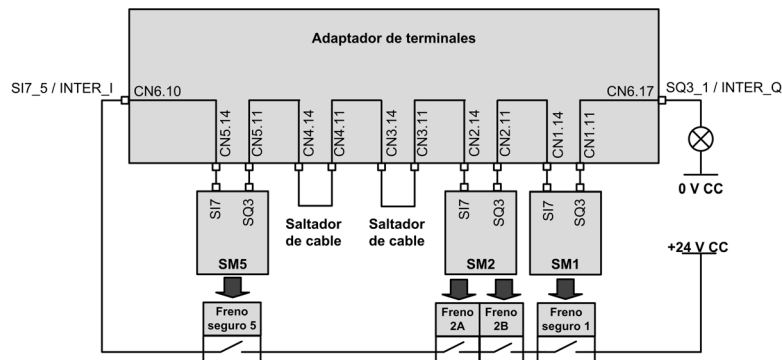 Adaptador de terminales
SI7_5 / INTER_I
CN6.10
CN6.17
SQ3_1 / INTER_Q
CN5.14
CN5.11
CN4.14
CN4.11
CN3.14
CN3.11
CN2.14
CN2.11
CN1.14
CN1.11
0 V CC
SI7
SQ3
SM5
Saltador
de cable
Saltador
de cable
SI7
SQ3
SM2
SI7
SQ3
SM1
+24 V CC
Freno
seguro 5
Freno
2A
Freno
2B
Freno
seguro 1